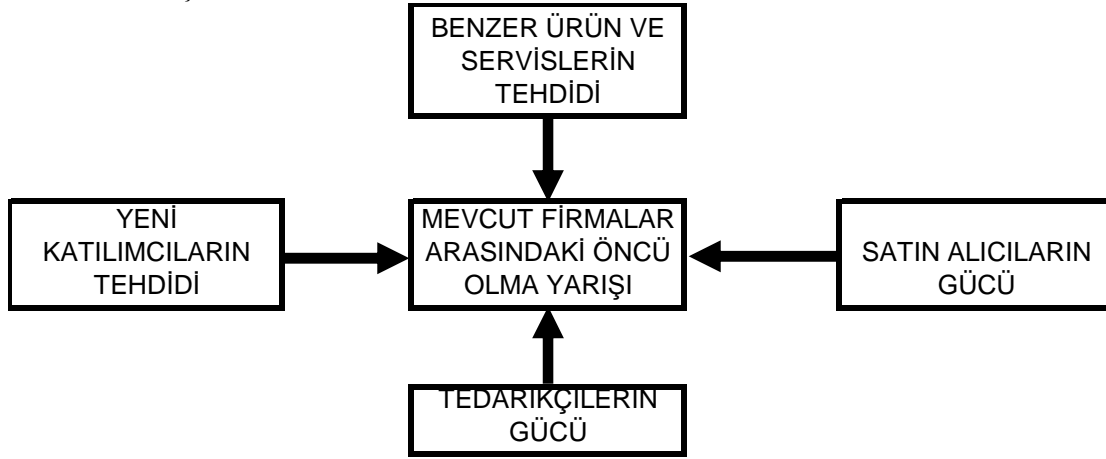 BENZER ÜRÜN VE
SERVİSLERİN
TEHDİDİ
YENİ
KATILIMCILARIN
TEHDİDİ
MEVCUT FİRMALAR
ARASINDAKİ ÖNCÜ
OLMA YARIŞI
SATIN ALICILARIN
GÜCÜ
TEDARİKÇİLERİN
GÜCÜ